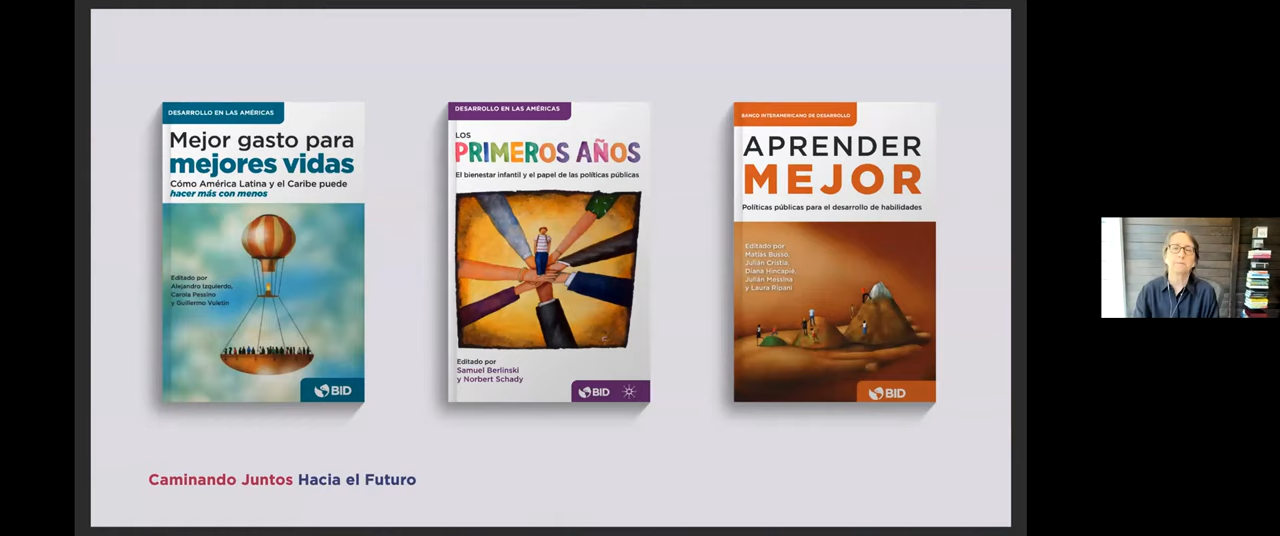 DESARROLLO EN LAS AMÉRICAS
Mejor gasto para
mejores vidas
Cómo América Latina y el Caribe puede
hacer más con menos
Editado por
Alejandro Izquierdo,
Carola Pessino
y Guillermo Vuletin
BID
DESARROLLO EN LAS AMÉRICAS
LOS
PRIMEROS AÑOS
El bienestar infantil y el papel de las políticas públicas
Editado por
Samuel Berlinski
y Norbert Schady
BID
BANCO INTERAMERICANO DE DESARROLLO
APRENDER
MEJOR
Políticas públicas para el desarrollo de habilidades
Editado por
Matías Busso,
Julián Cristia,
Diana Hincapié,
Julián Messina
y Laura Ripani
BID
Caminando Juntos Hacia el Futuro